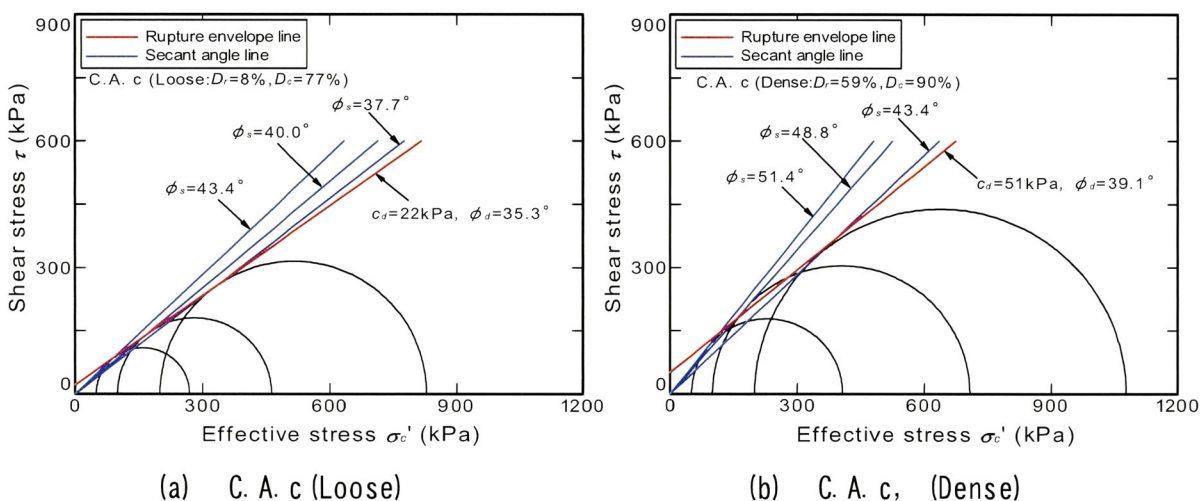 900
Rupture envelope line
Secant angle line
C.A.c (Loose:Dr=8%,Dc=77%)
ϕs=37.7°
ϕs=40.0°
ϕs=43.4°
cd=22kPa, ϕd=35.3°
600
300
0
Shear stress τ (kPa)
0 300 600 900 1200
Effective stress σc' (kPa)
(a) C. A. c (Loose)
900
Rupture envelope line
Secant angle line
C.A.c (Dense:Dr=59%,Dc=90%)
ϕs=43.4°
ϕs=48.8°
ϕs=51.4°
cd=51kPa, ϕd=39.1°
600
300
0
Shear stress τ (kPa)
0 300 600 900 1200
Effective stress σc' (kPa)
(b) C. A. c, (Dense)